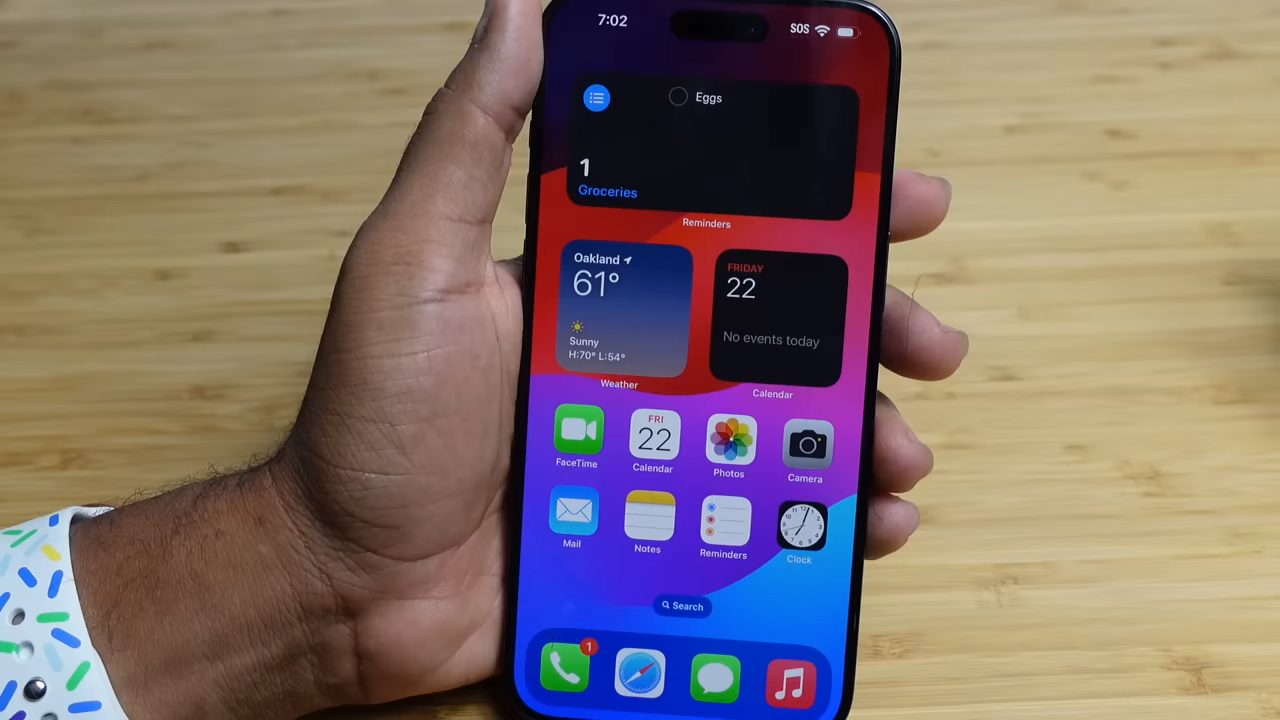 7:02
SOS
Eggs
1
Groceries
Reminders
Oakland
61°
Sunny
H:70° L:54°
Weather
FRIDAY
22
No events today
Calendar
FaceTime
FRI
22
Calendar
Photos
Camera
Mail
Notes
Reminders
Clock
Search
1